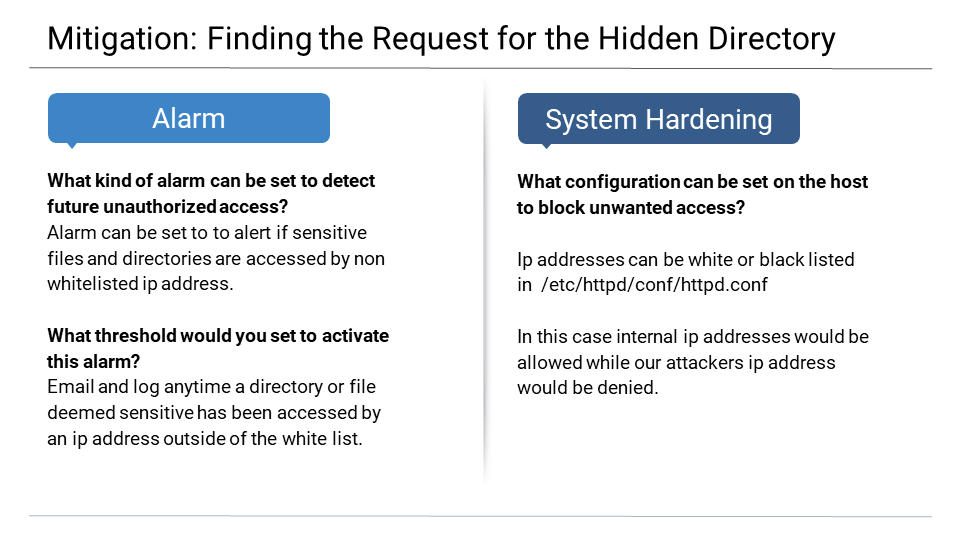 Mitigation: Finding the Request for the Hidden Directory
Alarm
What kind of alarm can be set to detect
future unauthorized access?
Alarm can be set to to alert if sensitive
files and directories are accessed by non
whitelisted ip address.
What threshold would you set to activate
this alarm?
Email and log anytime a directory or file
deemed sensitive has been accessed by
an ip address outside of the white list.
System Hardening
What configuration can be set on the host
to block unwanted access?
Ip addresses can be white or black listed
in /etc/httpd/conf/httpd.conf
In this case internal ip addresses would be
allowed while our attackers ip address
would be denied.